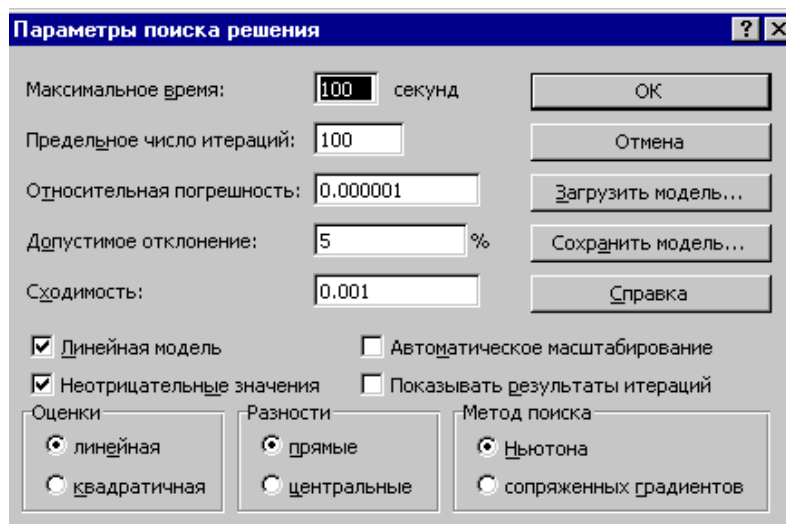 Параметры поиска решения
Максимальное время: 100 секунд
OK
Предельное число итераций: 100
Отмена
Относительная погрешность: 0.000001
Загрузить модель...
Допустимое отклонение: 5 %
Сохранить модель...
Сходимость: 0.001
Справка
Линейная модель
Автоматическое масштабирование
Неотрицательные значения
Показывать результаты итераций
Оценки
Разности
Метод поиска
линейная
прямые
Ньютона
квадратичная
центральные
сопряженных градиентов